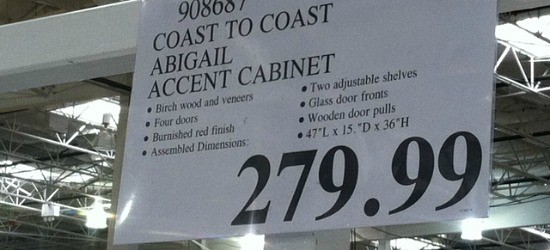 908687
COAST TO COAST
ABIGAIL
ACCENT CABINET
• Birch wood and veneers
• Four doors
• Burnished red finish
• Assembled Dimensions:
• Two adjustable shelves
• Glass door fronts
• Wooden door pulls
• 47"L x 15."D x 36"H
279.99